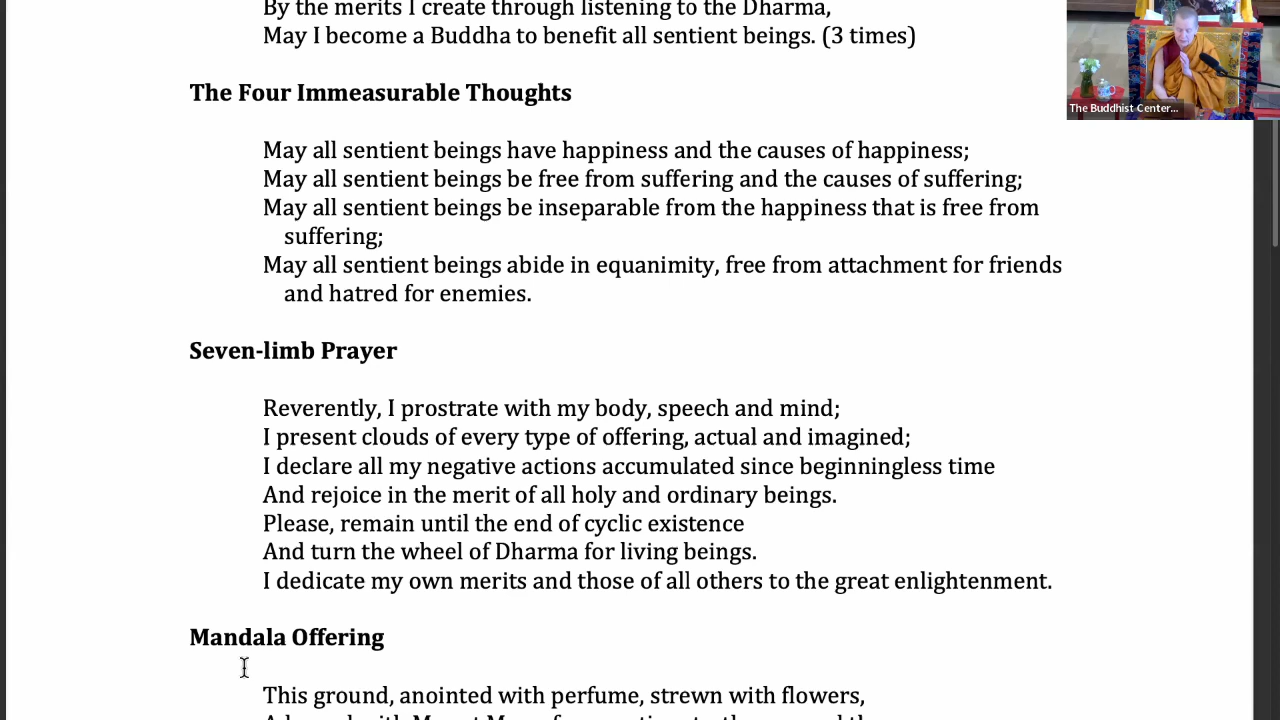 By the merits I create through listening to the Dharma,
May I become a Buddha to benefit all sentient beings. (3 times)
The Buddhist Center...
The Four Immeasurable Thoughts
May all sentient beings have happiness and the causes of happiness;
May all sentient beings be free from suffering and the causes of suffering;
May all sentient beings be inseparable from the happiness that is free from
suffering;
May all sentient beings abide in equanimity, free from attachment for friends
and hatred for enemies.
Seven-limb Prayer
Reverently, I prostrate with my body, speech and mind;
I present clouds of every type of offering, actual and imagined;
I declare all my negative actions accumulated since beginningless time
And rejoice in the merit of all holy and ordinary beings.
Please, remain until the end of cyclic existence
And turn the wheel of Dharma for living beings.
I dedicate my own merits and those of all others to the great enlightenment.
Mandala Offering
This ground, anointed with perfume, strewn with flowers,